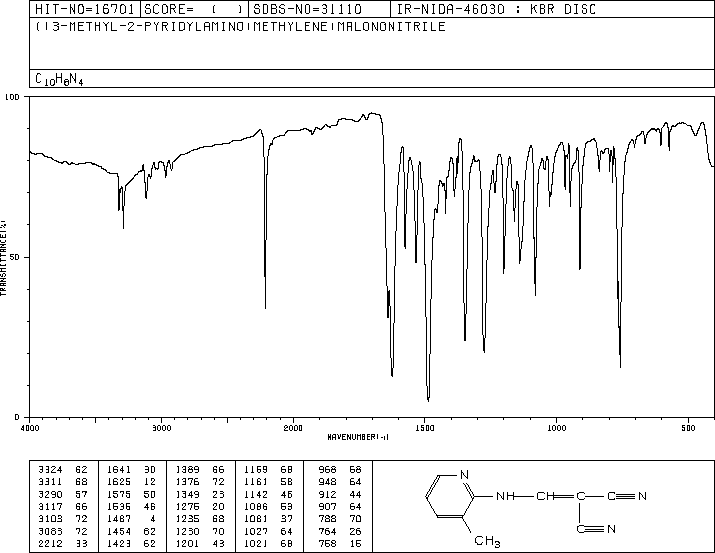 HIT-NO=16701 SCORE= ( ) SDBS-NO=31110 IR-NIDA-46030 : KBR DISC
((3-METHYL-2-PYRIDYLAMINO)METHYLENE)MALONONITRILE
C10H8N4
100
50
0
TRANSMITTANCE(%)
4000 3000 2000 1500 1000 500
WAVENUMBER(-1)
3324 62 1641 30 1389 66 1169 68 968 68
3311 68 1625 12 1376 72 1161 58 948 64
3290 57 1575 50 1349 23 1142 46 912 44
3117 66 1536 46 1275 20 1086 59 907 64
3103 72 1487 4 1235 68 1081 37 788 70
3083 72 1454 62 1230 70 1027 64 764 26
2212 33 1423 62 1201 43 1021 68 758 15
N
NH CH C C N
CH3 C N